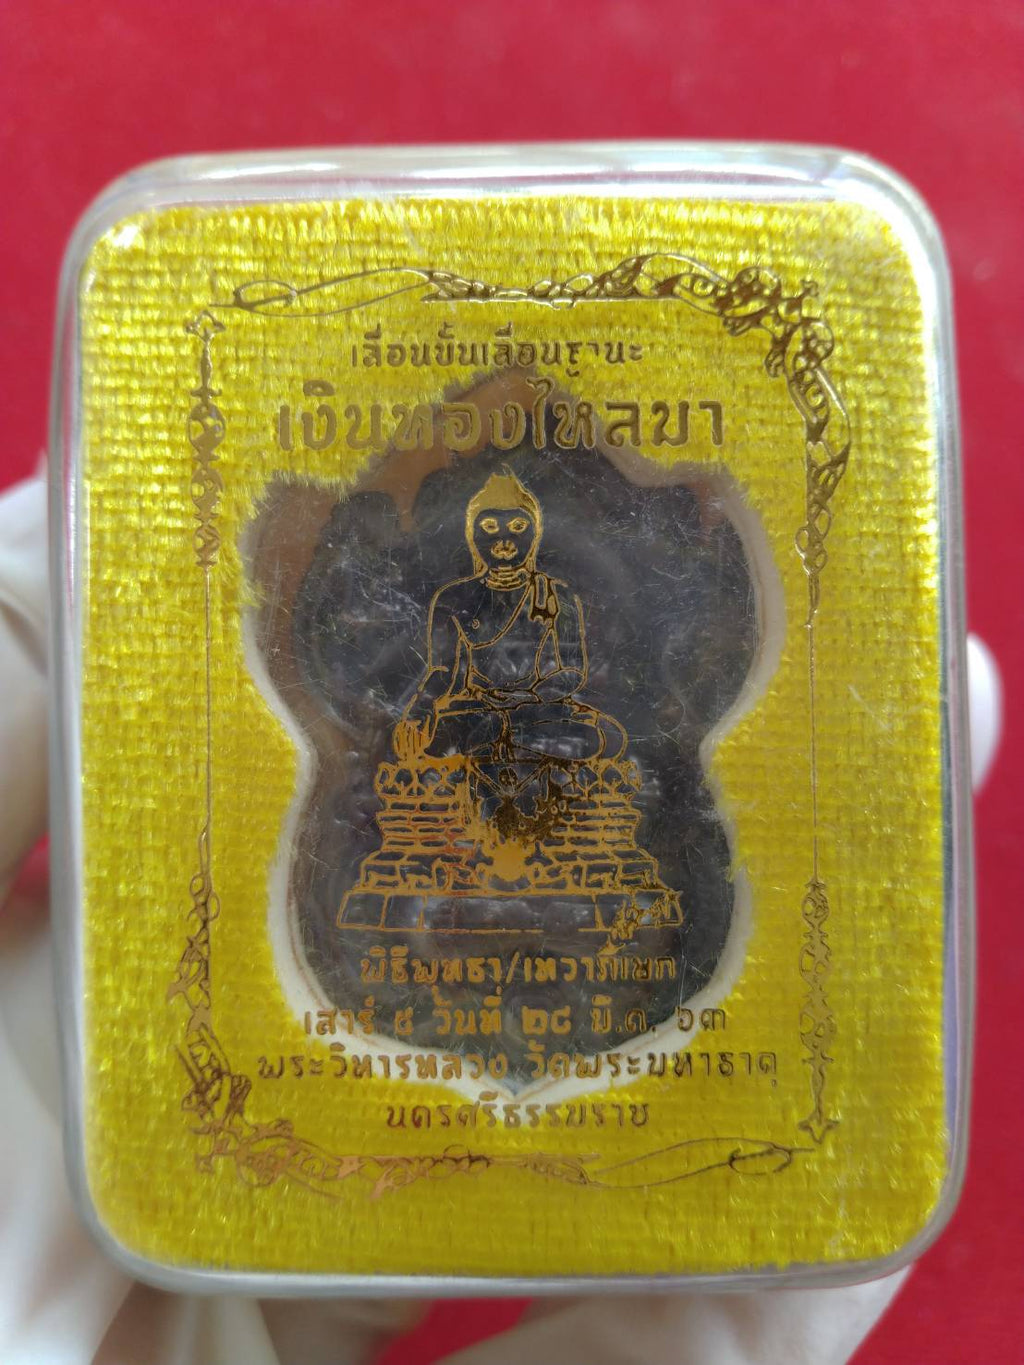 เลื่อนขั้นเลื่อนฐานะ
เงินทองไหลมา
พิธีพุทธา/เทวาภิเษก
เสาร์ ๕ วันที่ ๒๘ มี.ค. ๖๓
พระวิหารหลวง วัดพระมหาธาตุ
นครศรีธรรมราช